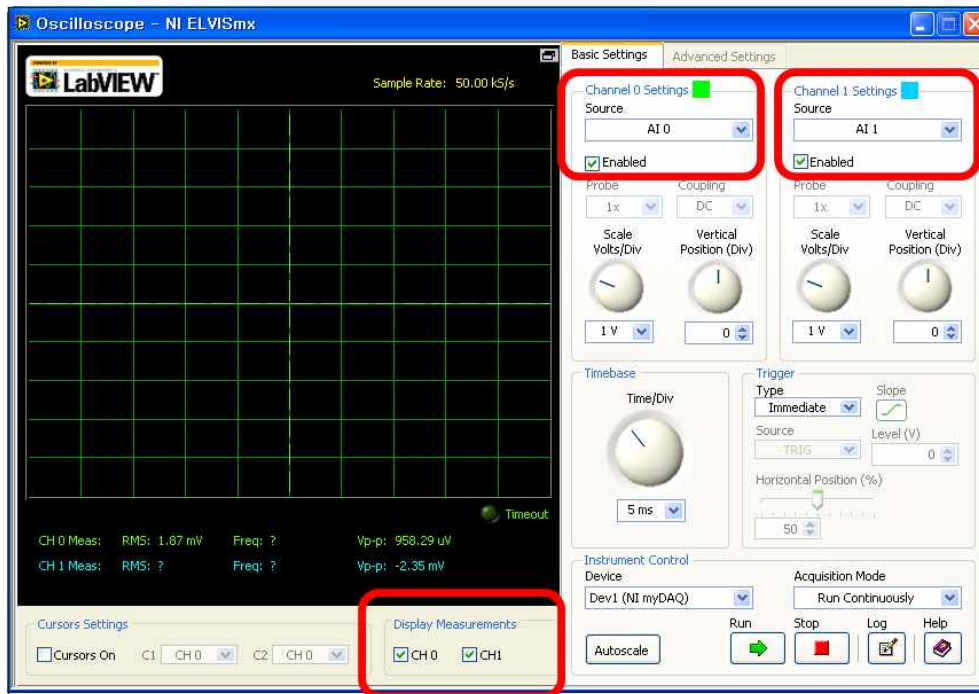 Oscilloscope - NI ELVISmx
POWERED BY
LabVIEW
Sample Rate: 50.00 kS/s
Timeout
CH 0 Meas: RMS: 1.87 mV Freq: ? Vp-p: 958.29 uV
CH 1 Meas: RMS: ? Freq: ? Vp-p: -2.35 mV
Cursors Settings
Cursors On C1 CH 0 C2 CH 0
Display Measurements
CH 0 CH1
Basic Settings Advanced Settings
Channel 0 Settings
Source
AI 0
Enabled
Probe Coupling
1x DC
Scale Volts/Div
Vertical Position (Div)
1 V 0
Channel 1 Settings
Source
AI 1
Enabled
Probe Coupling
1x DC
Scale Volts/Div
Vertical Position (Div)
1 V 0
Timebase
Time/Div
5 ms
Trigger
Type Slope
Immediate
Source Level (V)
TRIG 0
Horizontal Position (%)
50
Instrument Control
Device Acquisition Mode
Dev1 (NI myDAQ) Run Continuously
Run Stop Log Help
Autoscale